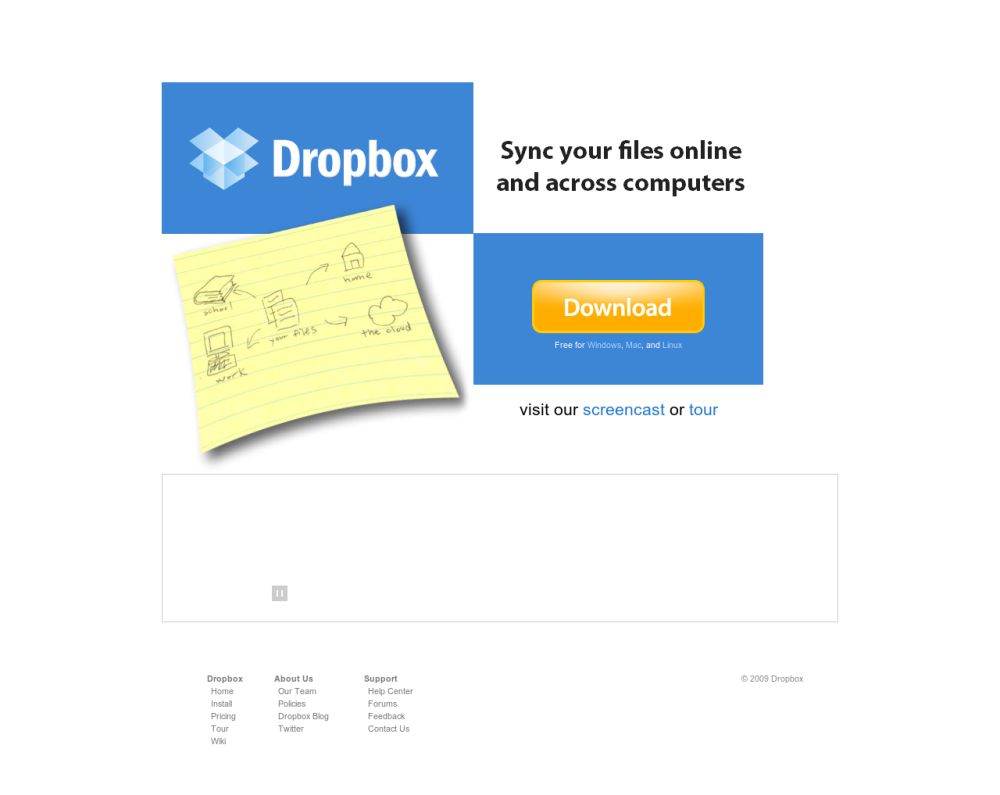 Dropbox
Sync your files online
and across computers
home
school
your files
the cloud
work
Download
Free for Windows, Mac, and Linux
visit our screencast or tour
Dropbox
Home
Install
Pricing
Tour
Wiki
About Us
Our Team
Policies
Dropbox Blog
Twitter
Support
Help Center
Forums
Feedback
Contact Us
© 2009 Dropbox